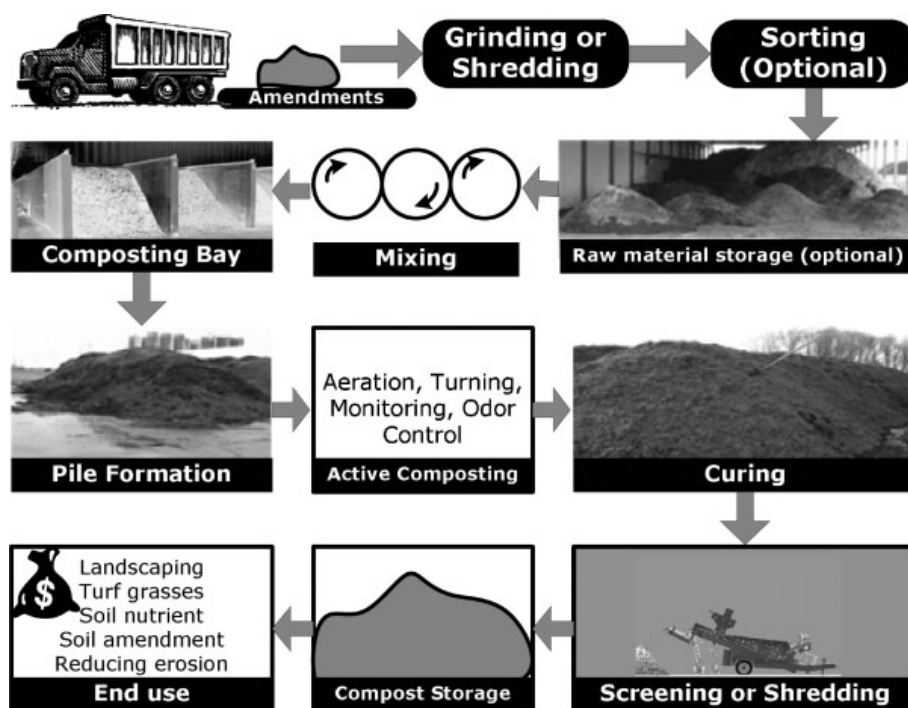 Amendments
Grinding or
Shredding
Sorting
(Optional)
Composting Bay
Mixing
Raw material storage (optional)
Pile Formation
Aeration, Turning,
Monitoring, Odor
Control
Active Composting
Curing
$
Landscaping
Turf grasses
Soil nutrient
Soil amendment
Reducing erosion
End use
Compost Storage
Screening or Shredding